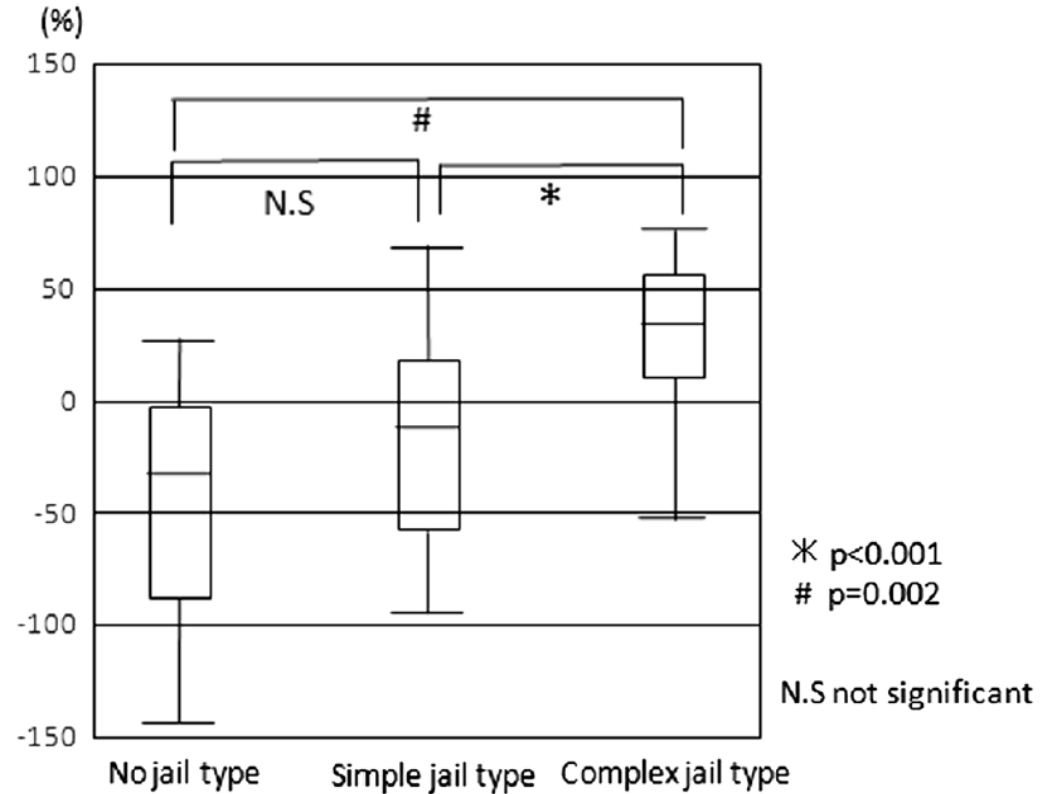 (%)
150
#
100
N.S
*
50
0
-50
* p<0.001
# p=0.002
-100
N.S not significant
-150
No jail type Simple jail type Complex jail type